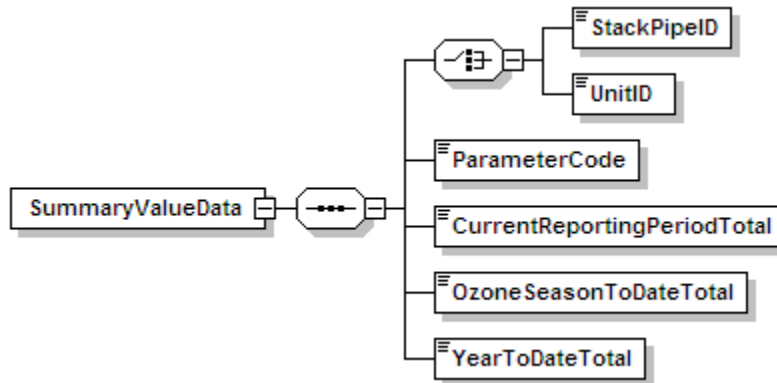 StackPipeID
UnitID
ParameterCode
SummaryValueData
CurrentReportingPeriodTotal
OzoneSeasonToDateTotal
YearToDateTotal